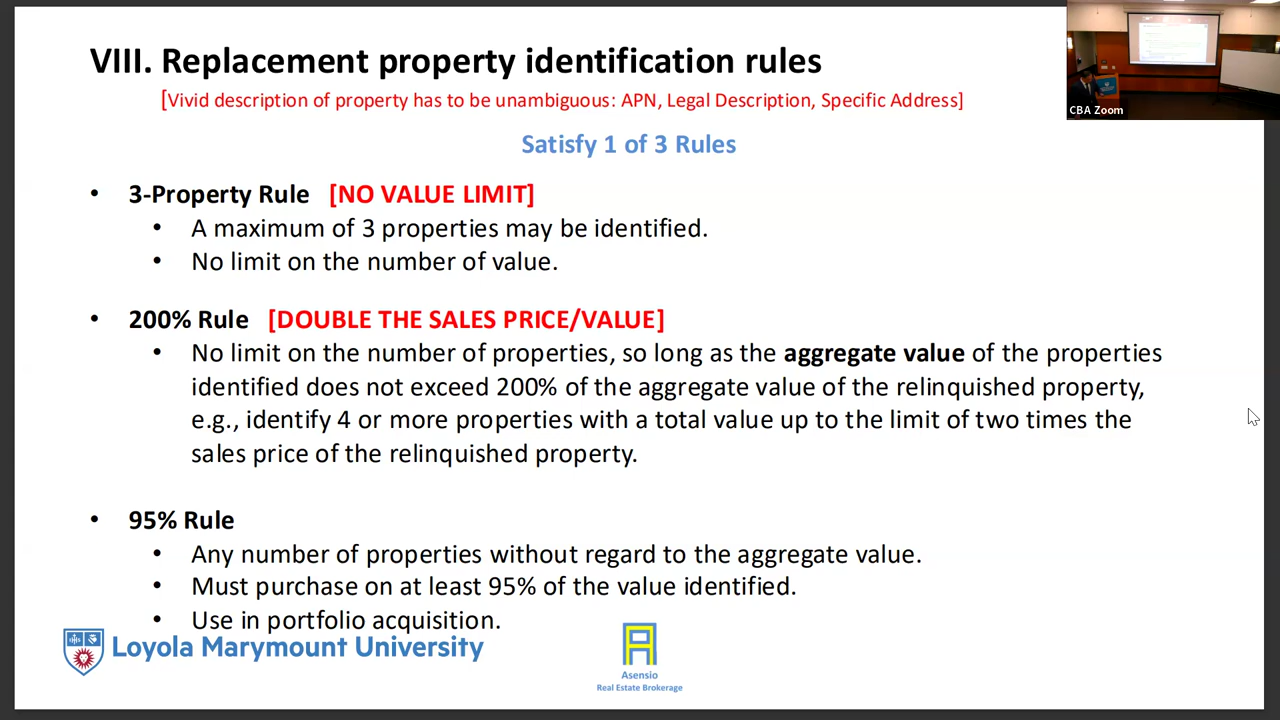 VIII. Replacement property identification rules
[Vivid description of property has to be unambiguous: APN, Legal Description, Specific Address]
CBA Zoom
Satisfy 1 of 3 Rules
• 3-Property Rule [NO VALUE LIMIT]
• A maximum of 3 properties may be identified.
• No limit on the number of value.
• 200% Rule [DOUBLE THE SALES PRICE/VALUE]
• No limit on the number of properties, so long as the aggregate value of the properties
identified does not exceed 200% of the aggregate value of the relinquished property,
e.g., identify 4 or more properties with a total value up to the limit of two times the
sales price of the relinquished property.
• 95% Rule
• Any number of properties without regard to the aggregate value.
• Must purchase on at least 95% of the value identified.
• Use in portfolio acquisition.
Loyola Marymount University
Asensio
Real Estate Brokerage